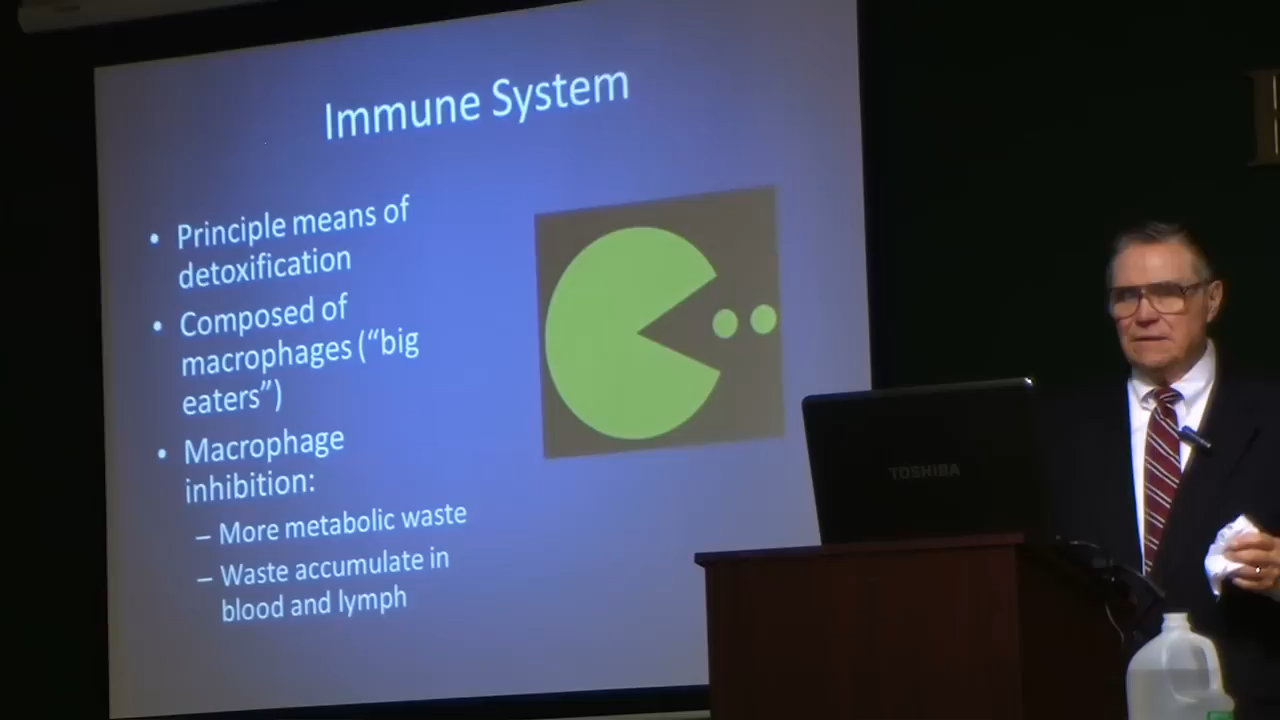 Immune System
• Principle means of
detoxification
• Composed of
macrophages (“big
eaters”)
• Macrophage
inhibition:
– More metabolic waste
– Waste accumulate in
blood and lymph
TOSHIBA